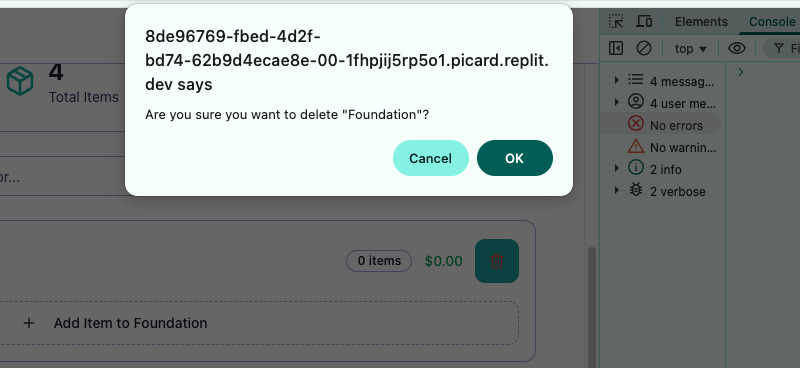 8de96769-fbed-4d2f-
bd74-62b9d4ecae8e-00-1fhpjij5rp5o1.picard.replit.
dev says
Are you sure you want to delete "Foundation"?
Cancel
OK
4
Total Items
or...
0 items
$0.00
Add Item to Foundation
Elements
Console
top
Fi
4 messag...
4 user me...
No errors
No warnin...
2 info
2 verbose